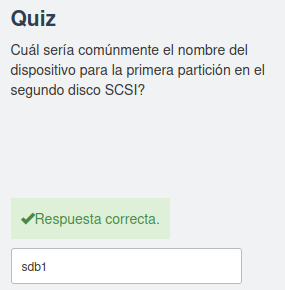 Quiz
Cuál sería comúnmente el nombre del
dispositivo para la primera partición en el
segundo disco SCSI?
Respuesta correcta.
sdb1